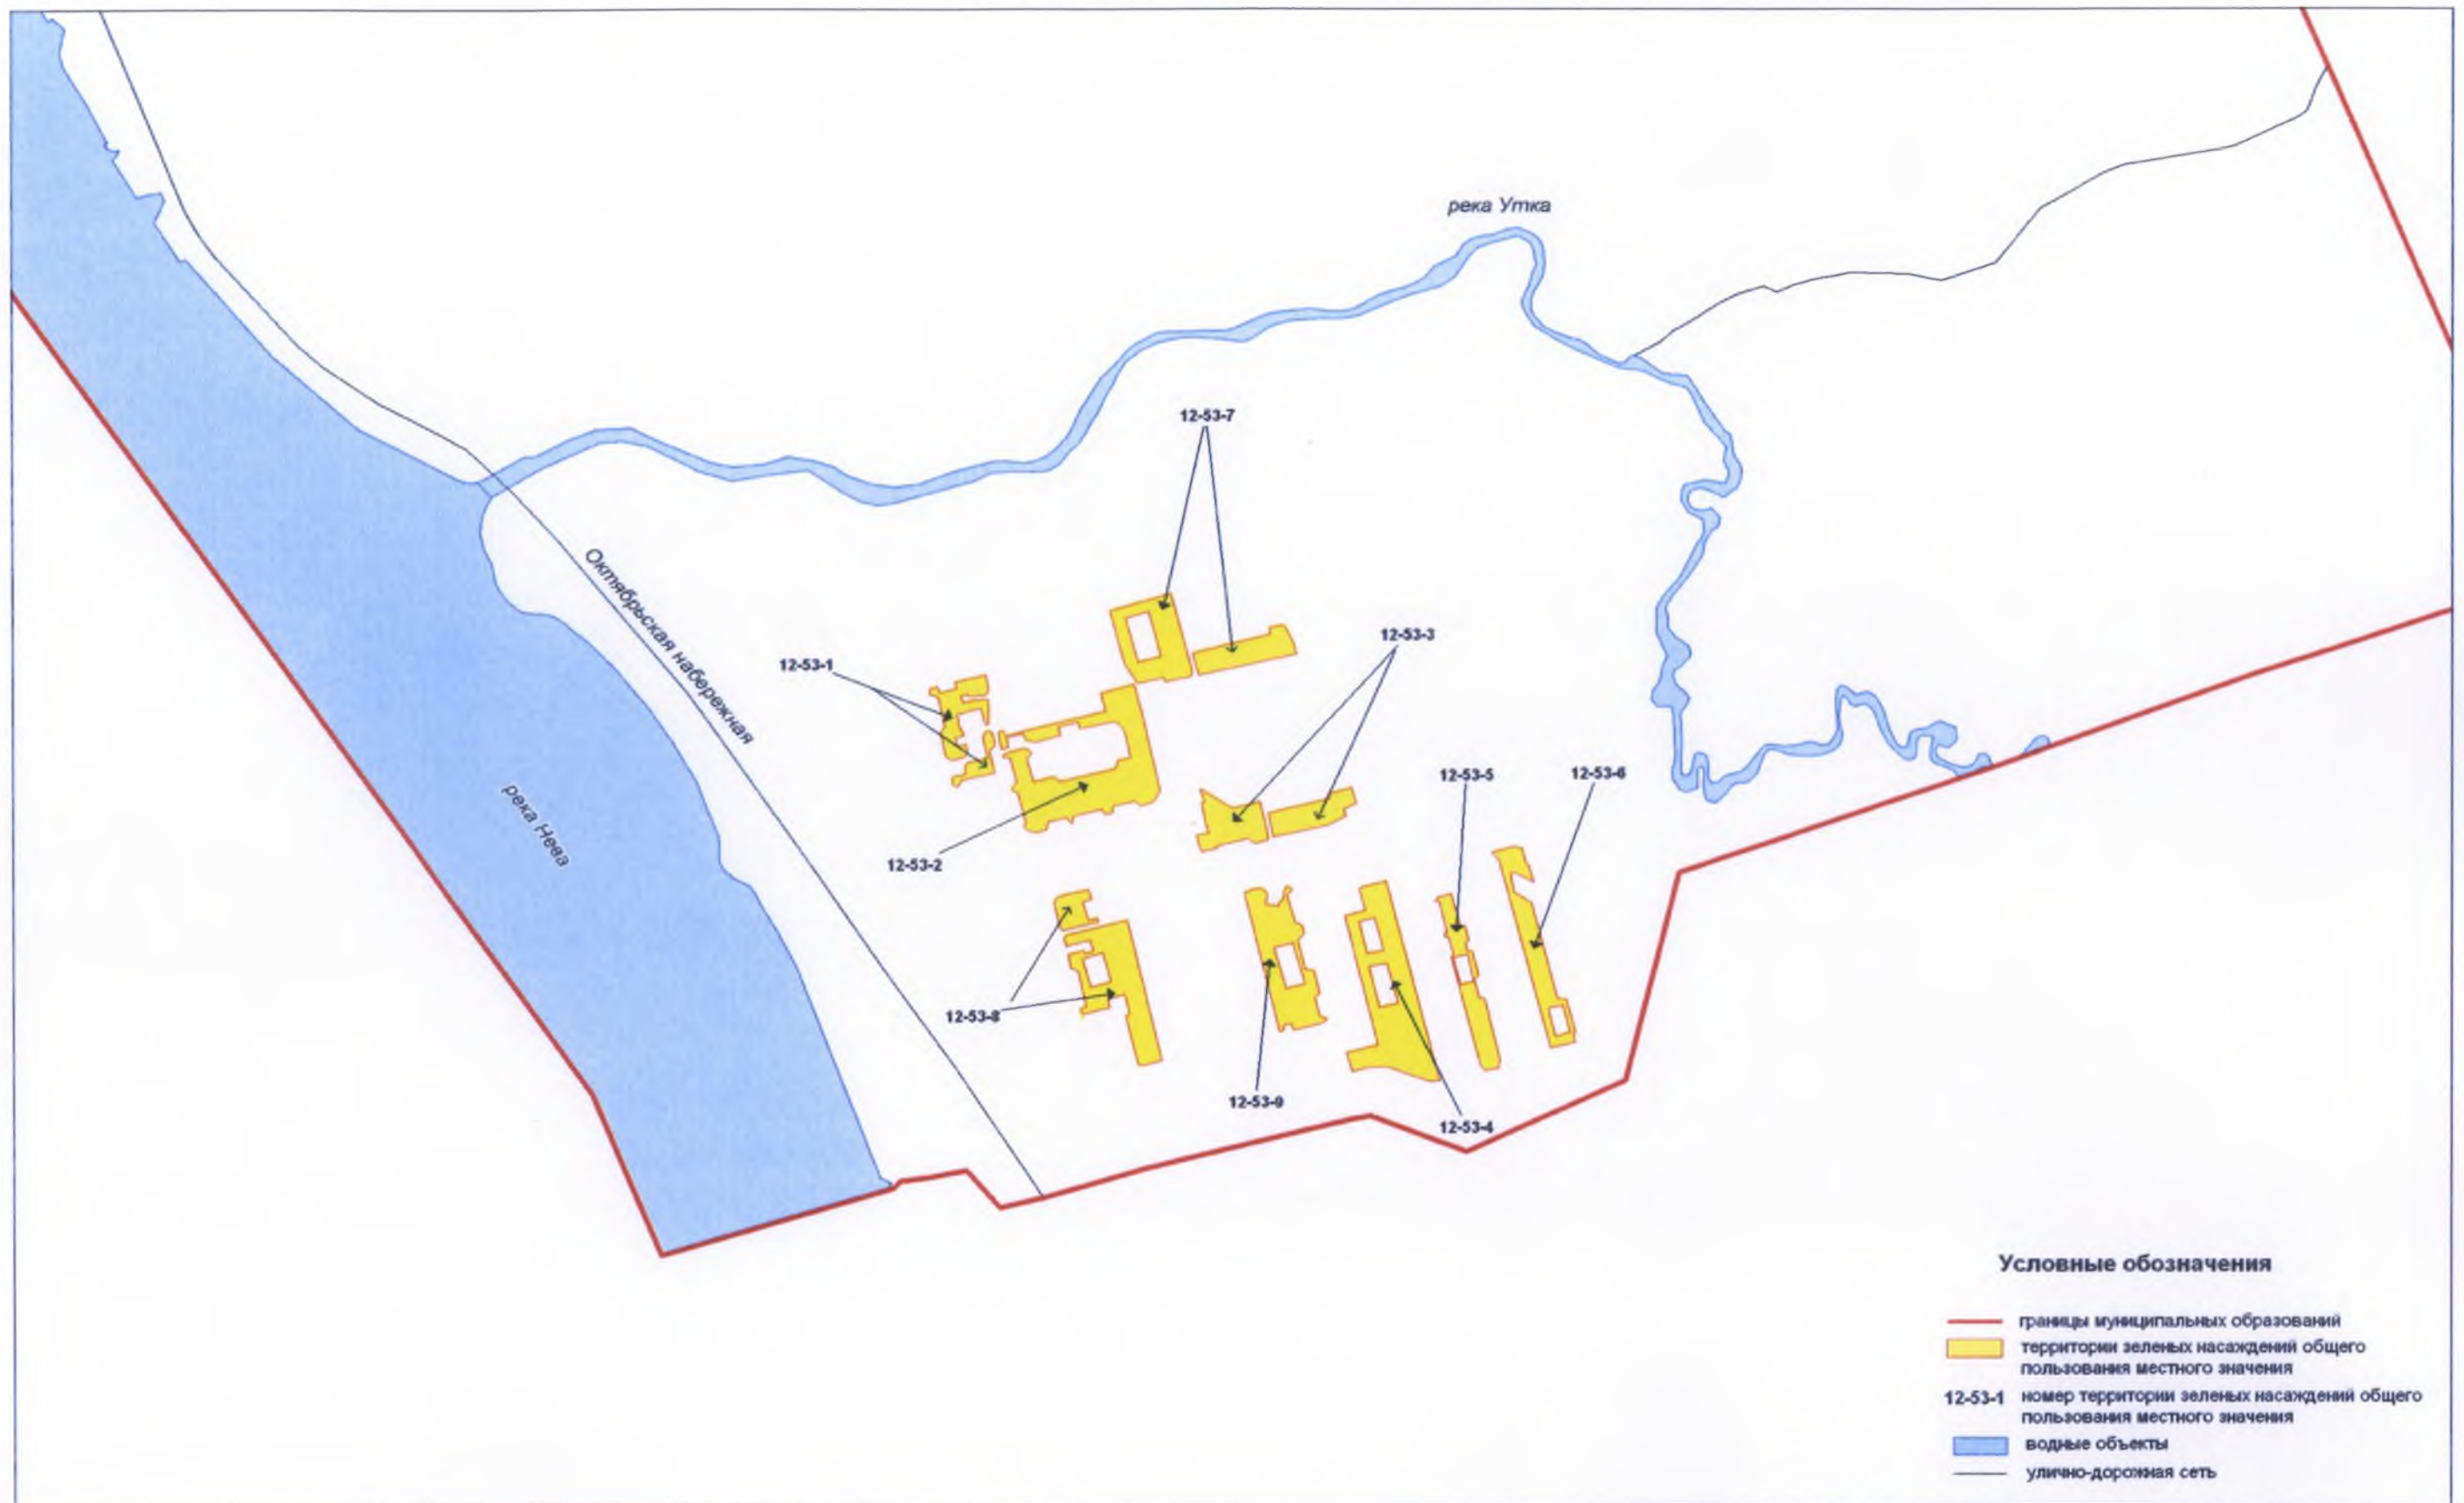 река Утка
12-53-7
Октябрьская набережная
12-53-3
12-53-1
12-53-5
12-53-6
река Нева
12-53-2
12-53-8
12-53-9
12-53-4
Условные обозначения
границы муниципальных образований
территории зеленых насаждений общего
пользования местного значения
12-53-1 номер территории зеленых насаждений общего
пользования местного значения
водные объекты
улично-дорожная сеть